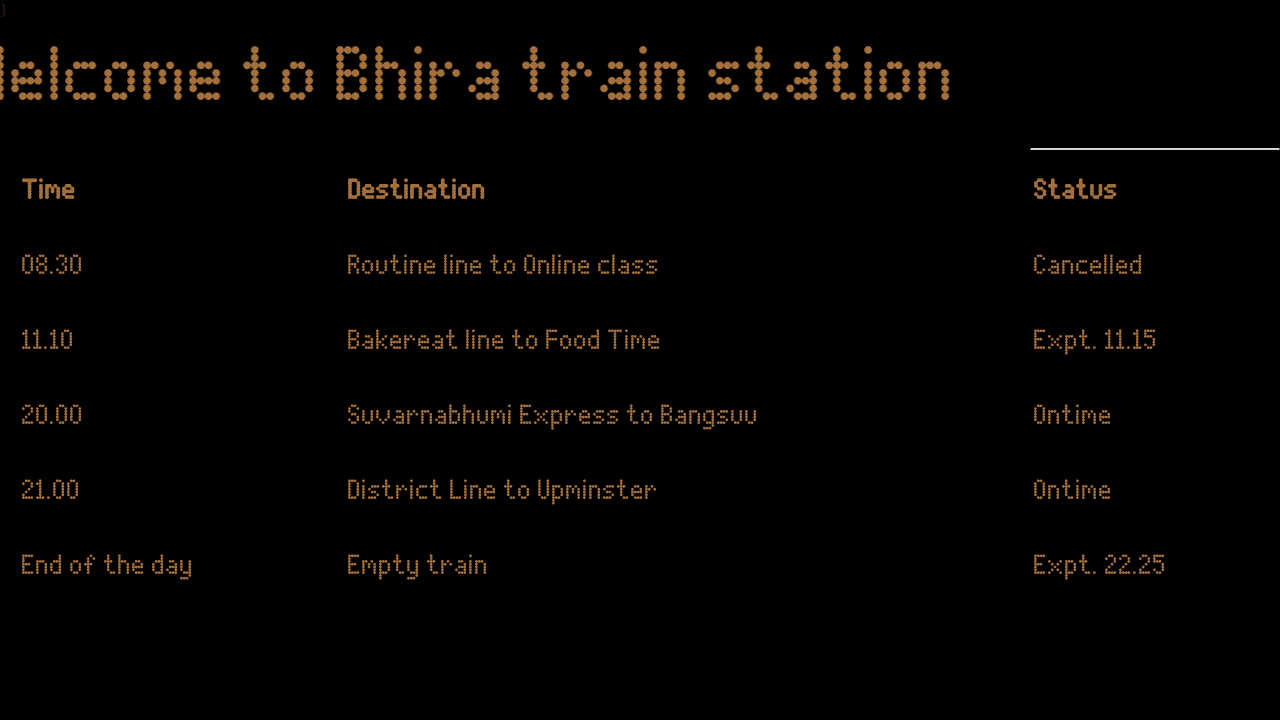 }
Welcome to Bhira train station
Time Destination Status
08.30 Routine line to Online class Cancelled
11.10 Bakereat line to Food Time Expt. 11.15
20.00 Suvarnabhumi Express to Bangsuu Ontime
21.00 District Line to Upminster Ontime
End of the day Empty train Expt. 22.25